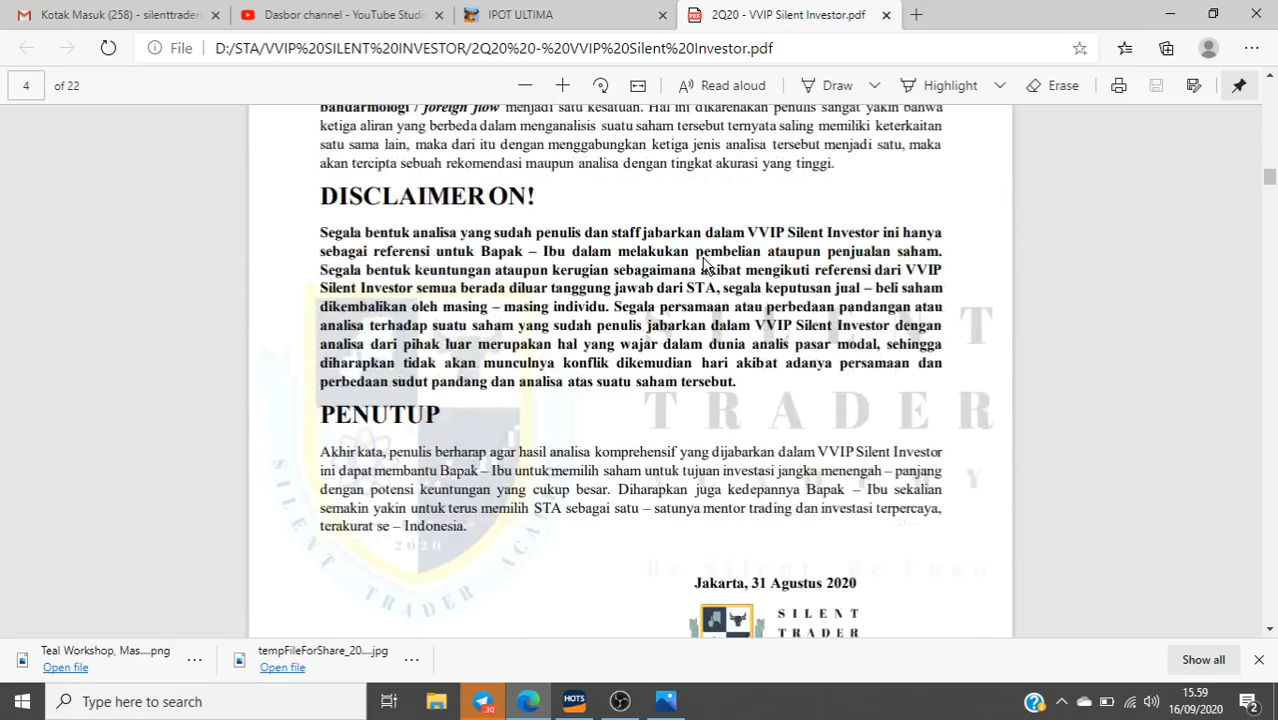 Kotak Masuk (258) - silenttrader
Dasbor channel - YouTube Studi
IPOT ULTIMA
2Q20 - VVIP Silent Investor.pdf
File
D:/STA/VVIP%20SILENT%20INVESTOR/2Q20%20-%20VVIP%20Silent%20Investor.pdf
4 of 22
Read aloud
Draw
Highlight
Erase
bandarmologi / foreign flow menjadi satu kesatuan. Hal ini dikarenakan penulis sangat yakin bahwa
ketiga aliran yang berbeda dalam menganalisis suatu saham tersebut ternyata saling memiliki keterkaitan
satu sama lain, maka dari itu dengan menggabungkan ketiga jenis analisa tersebut menjadi satu, maka
akan tercipta sebuah rekomendasi maupun analisa dengan tingkat akurasi yang tinggi.
DISCLAIMER ON!
Segala bentuk analisa yang sudah penulis dan staff jabarkan dalam VVIP Silent Investor ini hanya
sebagai referensi untuk Bapak – Ibu dalam melakukan pembelian ataupun penjualan saham.
Segala bentuk keuntungan ataupun kerugian sebagaimana akibat mengikuti referensi dari VVIP
Silent Investor semua berada diluar tanggung jawab dari STA, segala keputusan jual – beli saham
dikembalikan oleh masing – masing individu. Segala persamaan atau perbedaan pandangan atau
analisa terhadap suatu saham yang sudah penulis jabarkan dalam VVIP Silent Investor dengan
analisa dari pihak luar merupakan hal yang wajar dalam dunia analis pasar modal, sehingga
diharapkan tidak akan munculnya konflik dikemudian hari akibat adanya persamaan dan
perbedaan sudut pandang dan analisa atas suatu saham tersebut.
PENUTUP
Akhir kata, penulis berharap agar hasil analisa komprehensif yang dijabarkan dalam VVIP Silent Investor
ini dapat membantu Bapak – Ibu untuk memilih saham untuk tujuan investasi jangka menengah – panjang
dengan potensi keuntungan yang cukup besar. Diharapkan juga kedepannya Bapak – Ibu sekalian
semakin yakin untuk terus memilih STA sebagai satu – satunya mentor trading dan investasi terpercaya,
terakurat se – Indonesia.
Jakarta, 31 Agustus 2020
SILENT
TRADER
SILENT
TRADER
ACADEMY
Be Silent, Be Cuan
SILENT TRADER ACA
2020
Teal Workshop, Mas....png
Open file
tempFileForShare_20....jpg
Open file
Show all
Type here to search
30
HOTS
15.59
16/09/2020
2